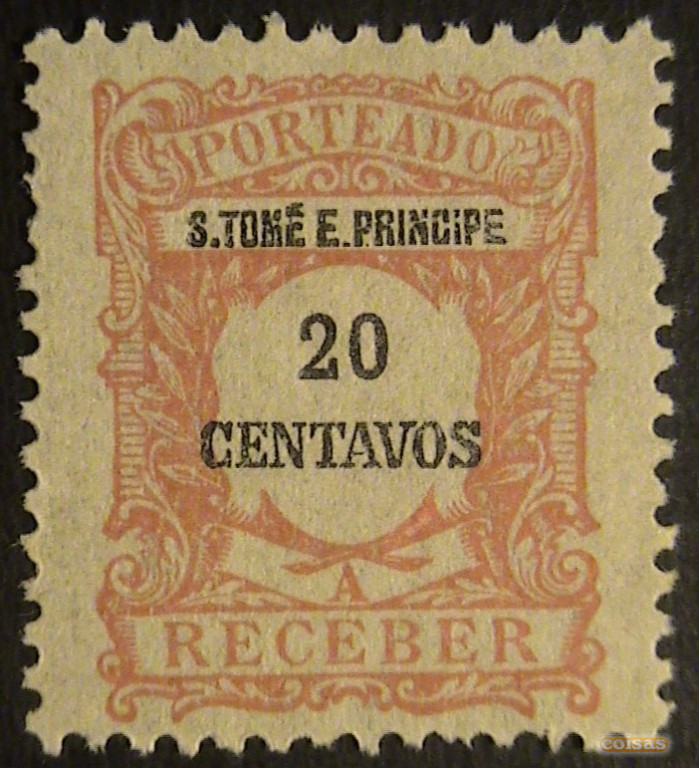 PORTEADO
S.TOMÉ E.PRINCIPE
20
CENTAVOS
A
RECEBER
coisas